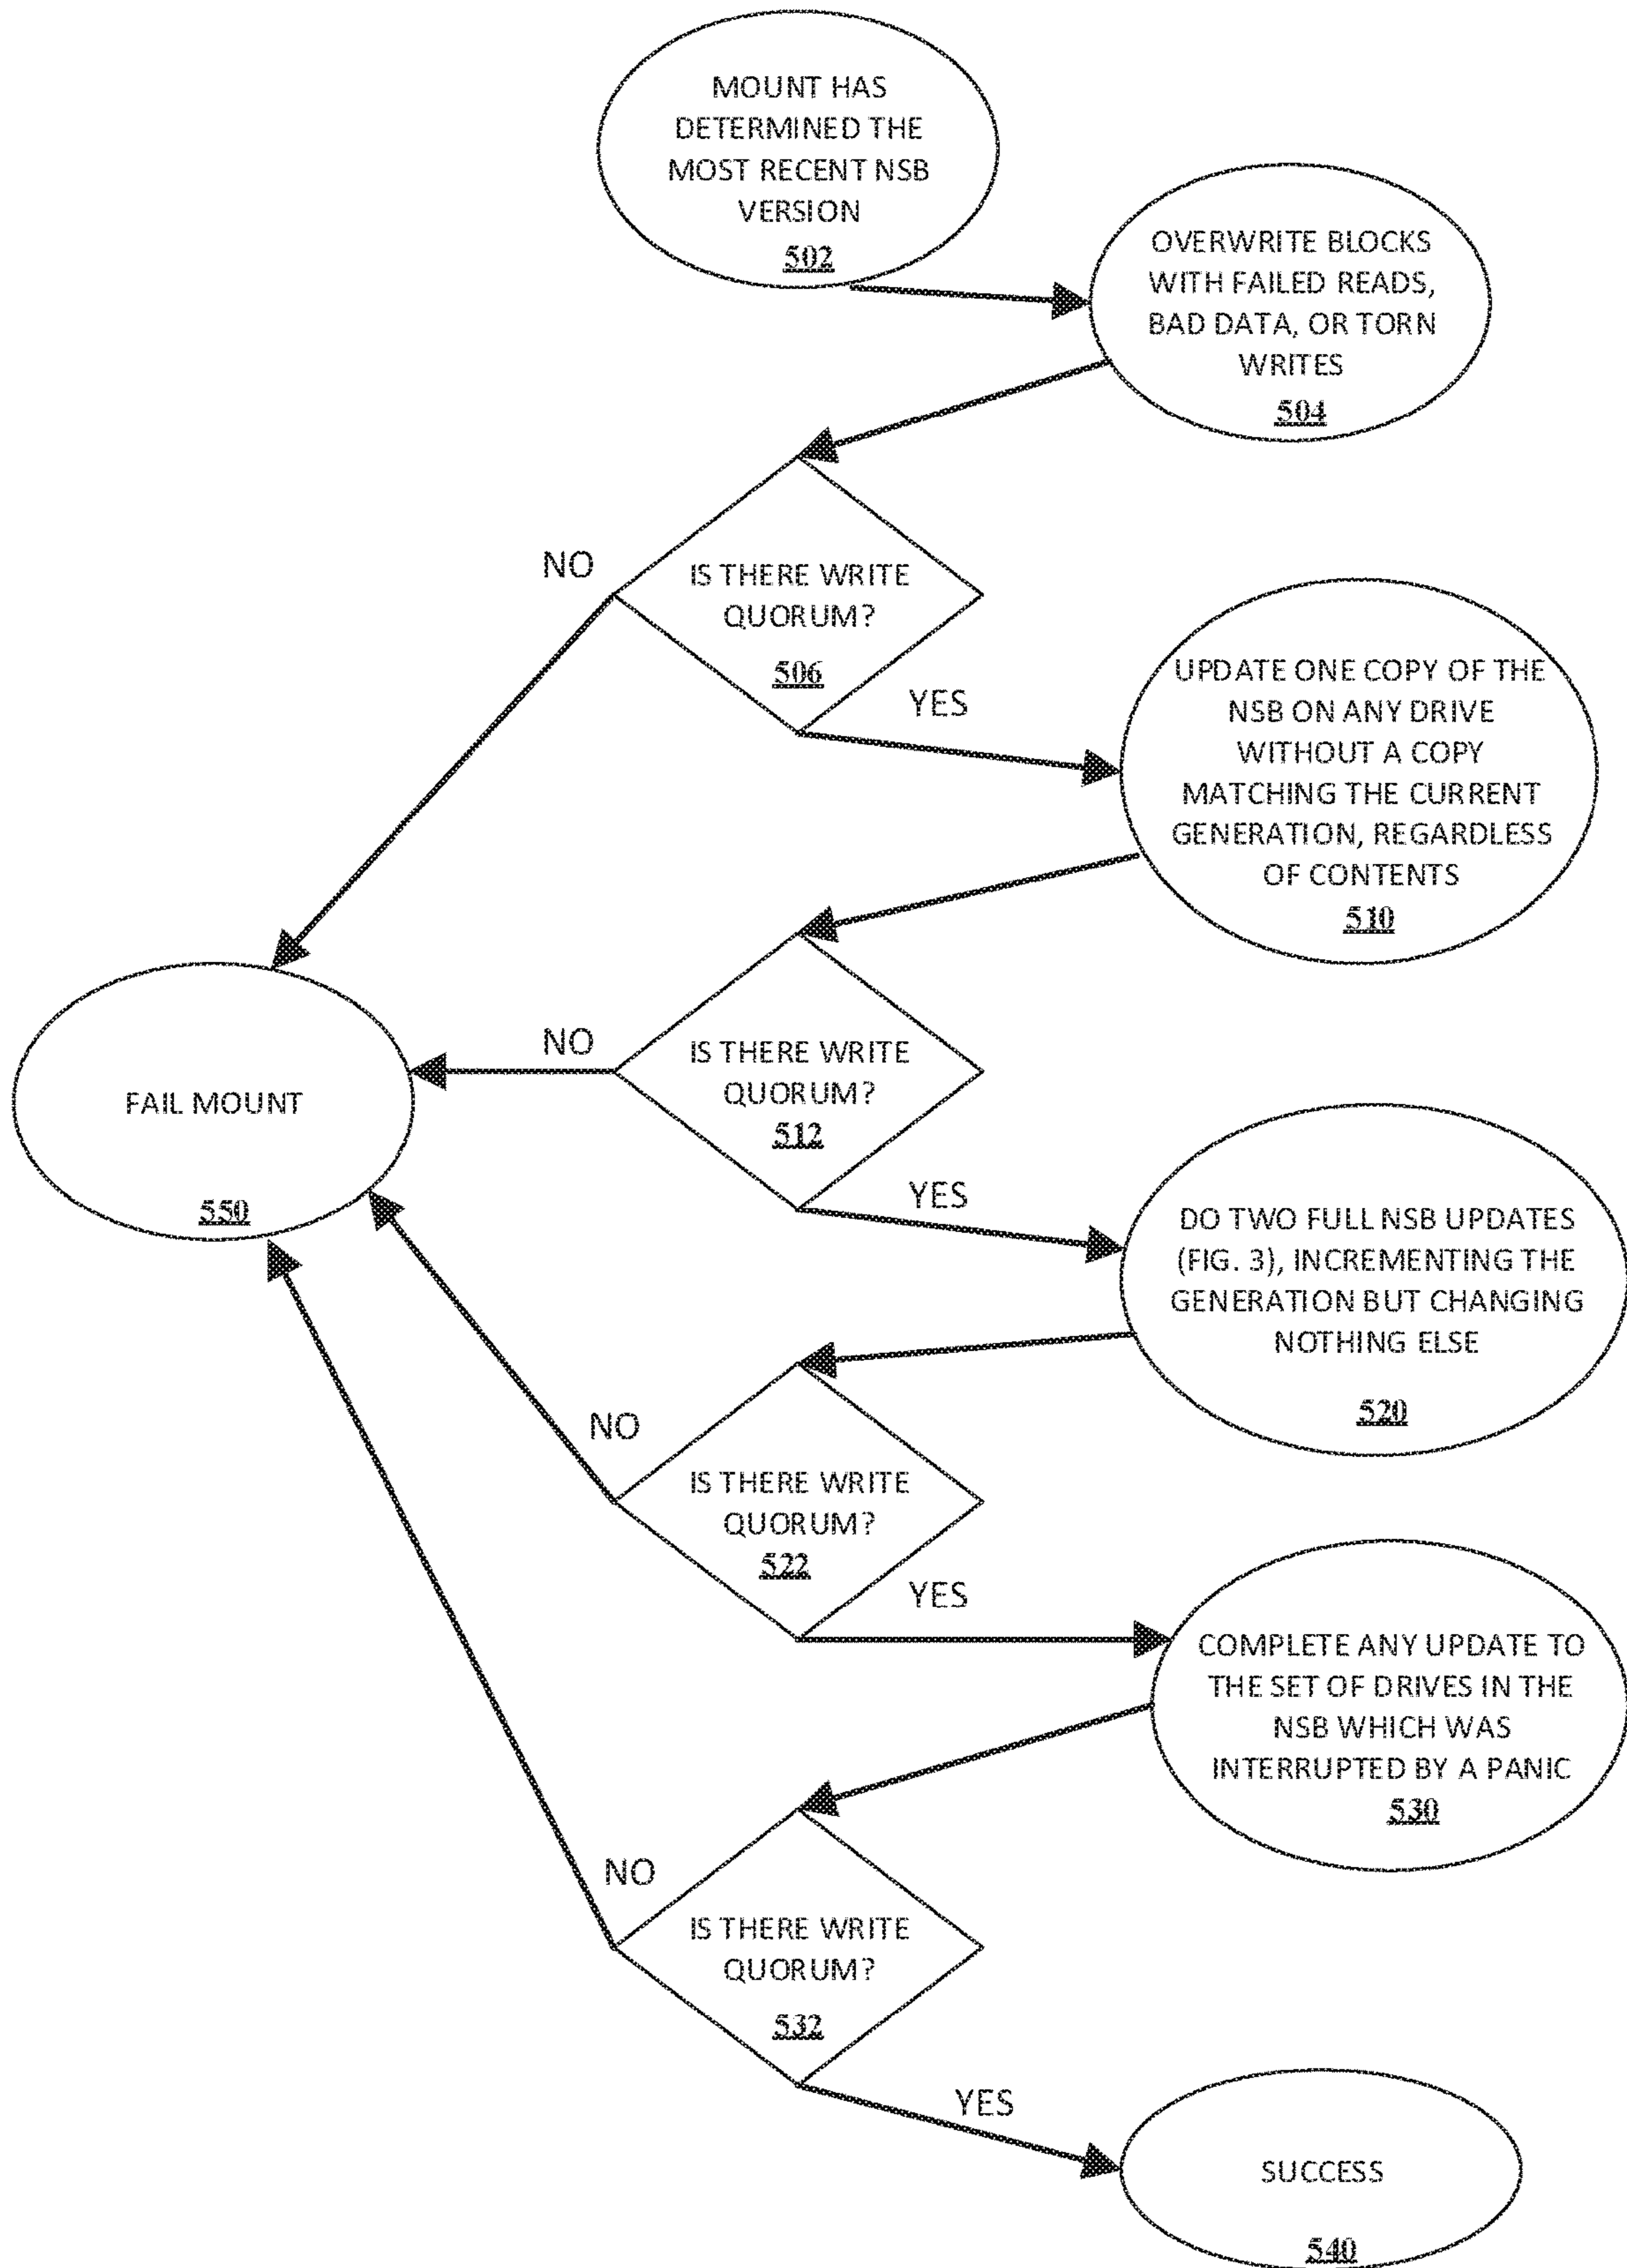 MOUNT HAS
DETERMINED THE
MOST RECENT NSB
VERSION
502
OVERWRITE BLOCKS
WITH FAILED READS,
BAD DATA, OR TORN
WRITES
504
NO
IS THERE WRITE
QUORUM?
506
YES
UPDATE ONE COPY OF THE
NSB ON ANY DRIVE
WITHOUT A COPY
MATCHING THE CURRENT
GENERATION, REGARDLESS
OF CONTENTS
510
NO
IS THERE WRITE
QUORUM?
512
YES
FAIL MOUNT
550
DO TWO FULL NSB UPDATES
(FIG. 3), INCREMENTING THE
GENERATION BUT CHANGING
NOTHING ELSE
520
NO
IS THERE WRITE
QUORUM?
522
YES
COMPLETE ANY UPDATE TO
THE SET OF DRIVES IN THE
NSB WHICH WAS
INTERRUPTED BY A PANIC
530
NO
IS THERE WRITE
QUORUM?
532
YES
SUCCESS
540